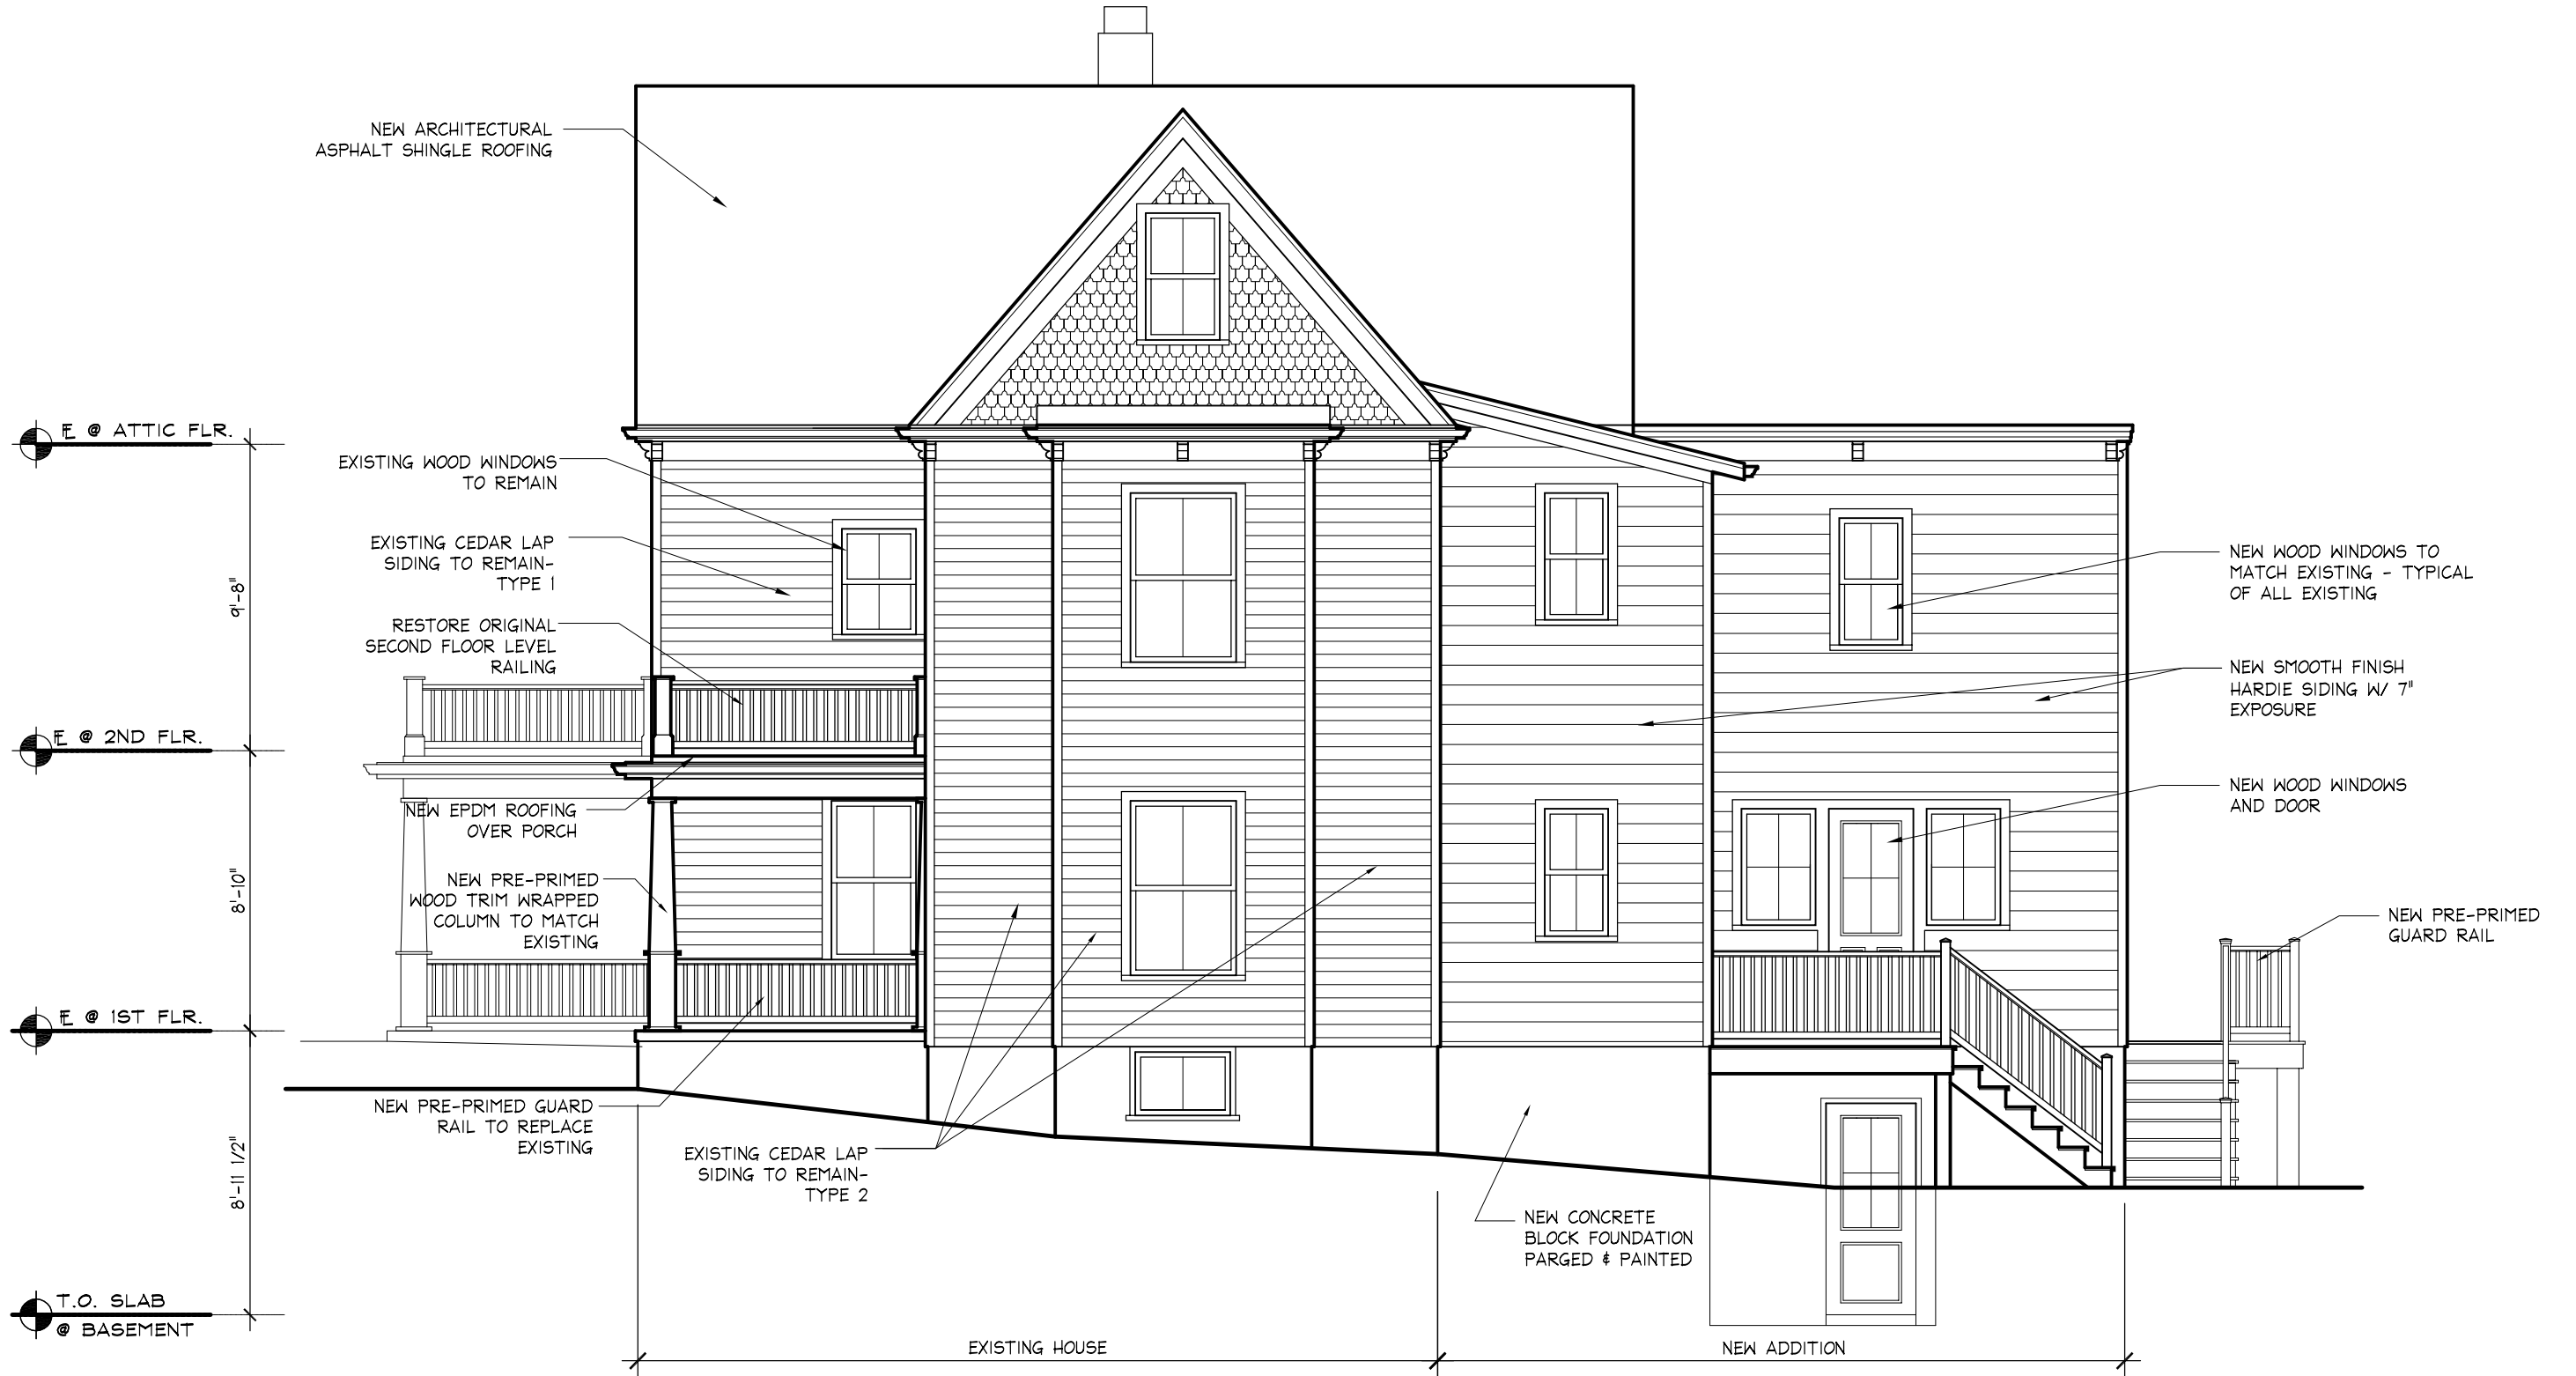 NEW ARCHITECTURAL
ASPHALT SHINGLE ROOFING
FE @ ATTIC FLR.
EXISTING WOOD WINDOWS
TO REMAIN
EXISTING CEDAR LAP
SIDING TO REMAIN-
TYPE 1
9'-8"
RESTORE ORIGINAL
SECOND FLOOR LEVEL
RAILING
FE @ 2ND FLR.
NEW EPDM ROOFING
OVER PORCH
8'-10"
NEW PRE-PRIMED
WOOD TRIM WRAPPED
COLUMN TO MATCH
EXISTING
FE @ 1ST FLR.
NEW PRE-PRIMED GUARD
RAIL TO REPLACE
EXISTING
8'-11 1/2"
EXISTING CEDAR LAP
SIDING TO REMAIN-
TYPE 2
T.O. SLAB
@ BASEMENT
NEW WOOD WINDOWS TO
MATCH EXISTING - TYPICAL
OF ALL EXISTING
NEW SMOOTH FINISH
HARDIE SIDING W/ 7"
EXPOSURE
NEW WOOD WINDOWS
AND DOOR
NEW PRE-PRIMED
GUARD RAIL
NEW CONCRETE
BLOCK FOUNDATION
PARGED & PAINTED
EXISTING HOUSE
NEW ADDITION